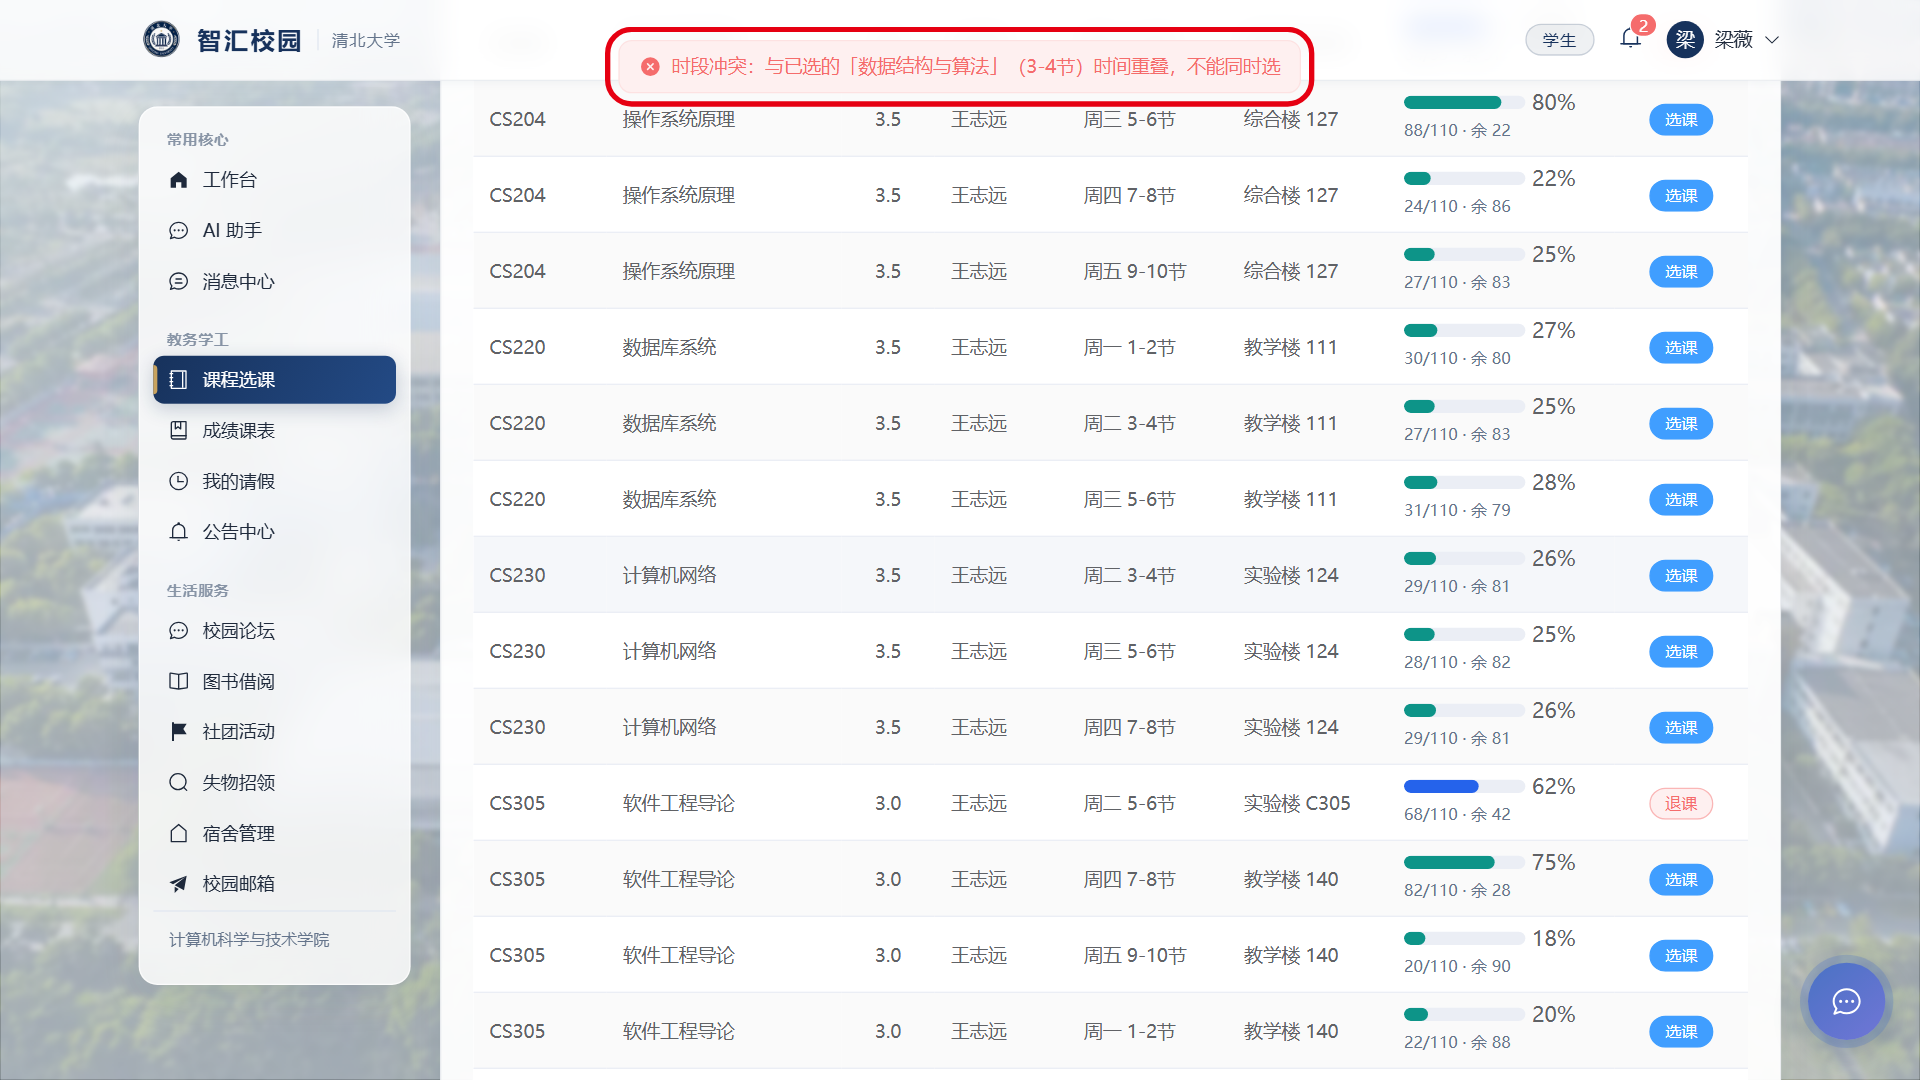 智汇校园 清北大学
学生 2 梁 梁薇
时段冲突：与已选的「数据结构与算法」（3-4节）时间重叠，不能同时选
常用核心
工作台
AI 助手
消息中心
教务学工
课程选课
成绩课表
我的请假
公告中心
生活服务
校园论坛
图书借阅
社团活动
失物招领
宿舍管理
校园邮箱
计算机科学与技术学院
CS204 操作系统原理 3.5 王志远 周三 5-6节 综合楼 127 80% 选课
88/110 · 余 22
CS204 操作系统原理 3.5 王志远 周四 7-8节 综合楼 127 22% 选课
24/110 · 余 86
CS204 操作系统原理 3.5 王志远 周五 9-10节 综合楼 127 25% 选课
27/110 · 余 83
CS220 数据库系统 3.5 王志远 周一 1-2节 教学楼 111 27% 选课
30/110 · 余 80
CS220 数据库系统 3.5 王志远 周二 3-4节 教学楼 111 25% 选课
27/110 · 余 83
CS220 数据库系统 3.5 王志远 周三 5-6节 教学楼 111 28% 选课
31/110 · 余 79
CS230 计算机网络 3.5 王志远 周二 3-4节 实验楼 124 26% 选课
29/110 · 余 81
CS230 计算机网络 3.5 王志远 周三 5-6节 实验楼 124 25% 选课
28/110 · 余 82
CS230 计算机网络 3.5 王志远 周四 7-8节 实验楼 124 26% 选课
29/110 · 余 81
CS305 软件工程导论 3.0 王志远 周二 5-6节 实验楼 C305 62% 退课
68/110 · 余 42
CS305 软件工程导论 3.0 王志远 周四 7-8节 教学楼 140 75% 选课
82/110 · 余 28
CS305 软件工程导论 3.0 王志远 周五 9-10节 教学楼 140 18% 选课
20/110 · 余 90
CS305 软件工程导论 3.0 王志远 周一 1-2节 教学楼 140 20% 选课
22/110 · 余 88